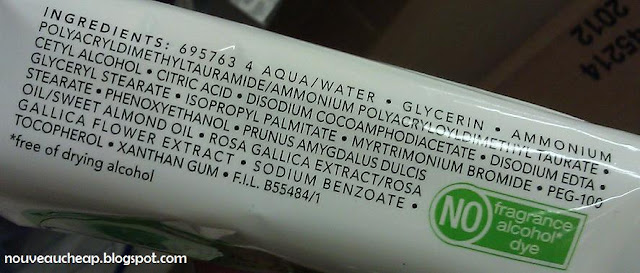 INGREDIENTS: 695763 4 AQUA/WATER • GLYCERIN • AMMONIUM
POLYACRYLDIMETHYLTAURAMIDE/AMMONIUM POLYACRYLOYLDIMETHYL TAURATE •
CETYL ALCOHOL • CITRIC ACID • DISODIUM COCOAMPHODIACETATE • DISODIUM EDTA •
GLYCERYL STEARATE • ISOPROPYL PALMITATE • MYRTRIMONIUM BROMIDE • PEG-100
STEARATE • PHENOXYETHANOL • PRUNUS AMYGDALUS DULCIS
OIL/SWEET ALMOND OIL • ROSA GALLICA EXTRACT/ROSA
GALLICA FLOWER EXTRACT • SODIUM BENZOATE •
TOCOPHEROL • XANTHAN GUM • F.I.L. B55484/1
*free of drying alcohol
NO
fragrance
alcohol*
dye
45214
2012
nouveaucheap.blogspot.com